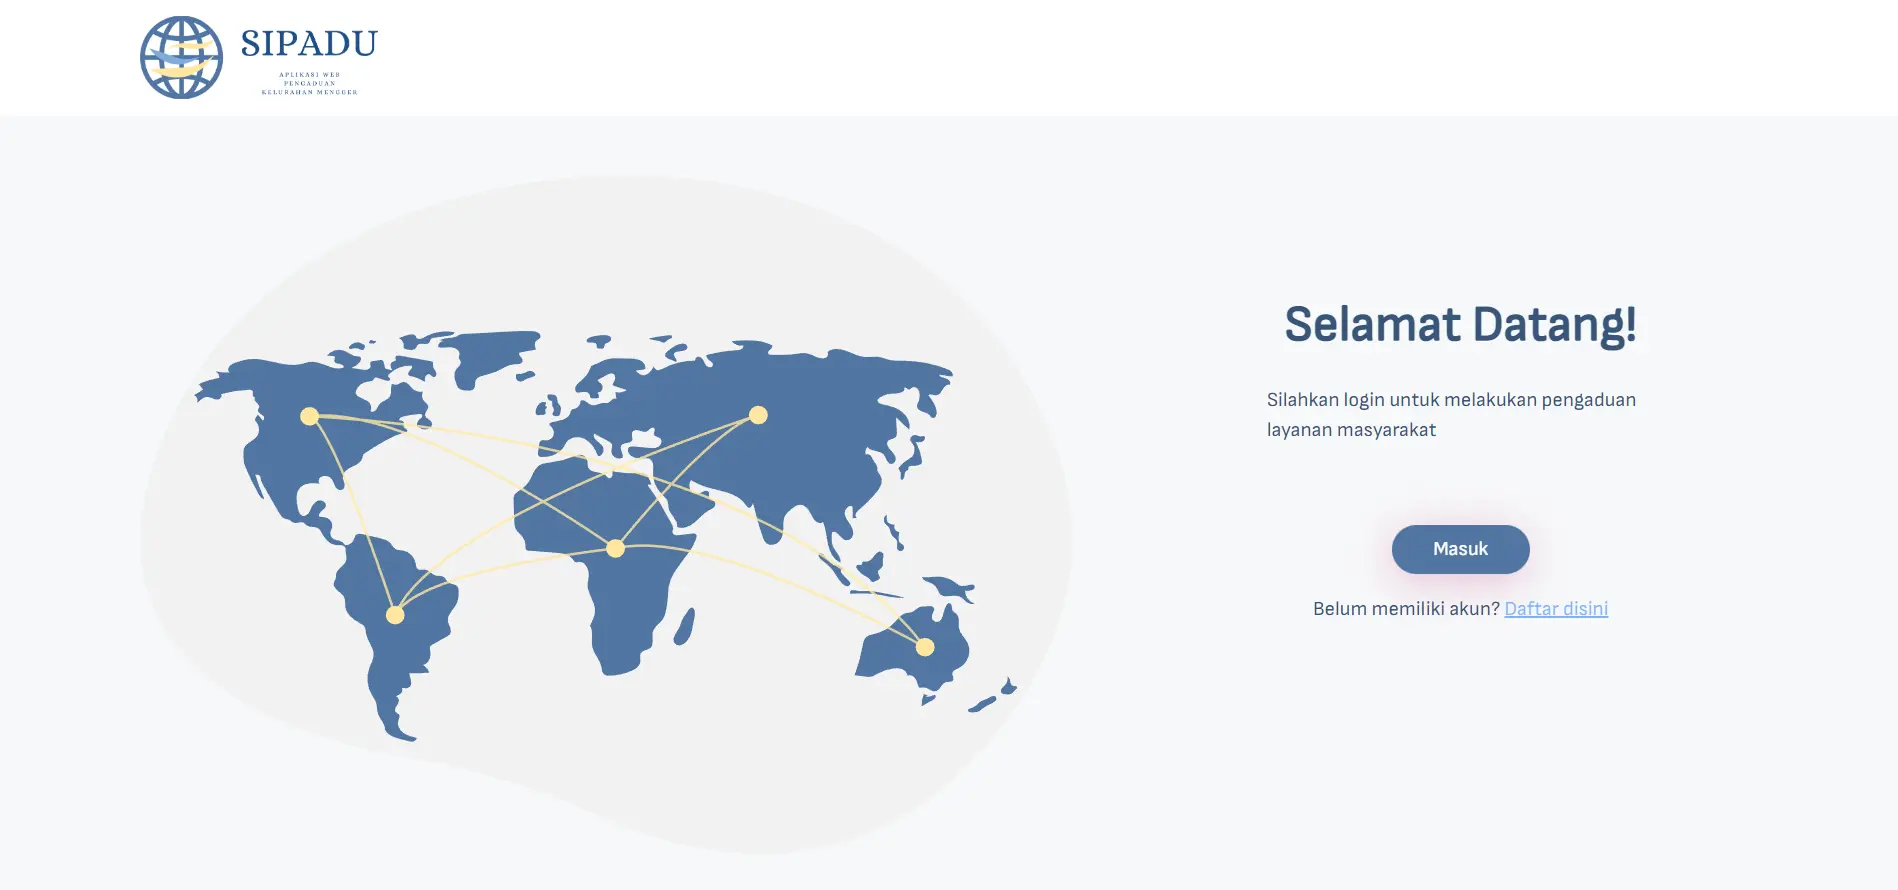 SIPADU
APLIKASI WEB
PENGADUAN
KELURAHAN MENGGER
Selamat Datang!
Silahkan login untuk melakukan pengaduan
layanan masyarakat
Masuk
Belum memiliki akun? Daftar disini